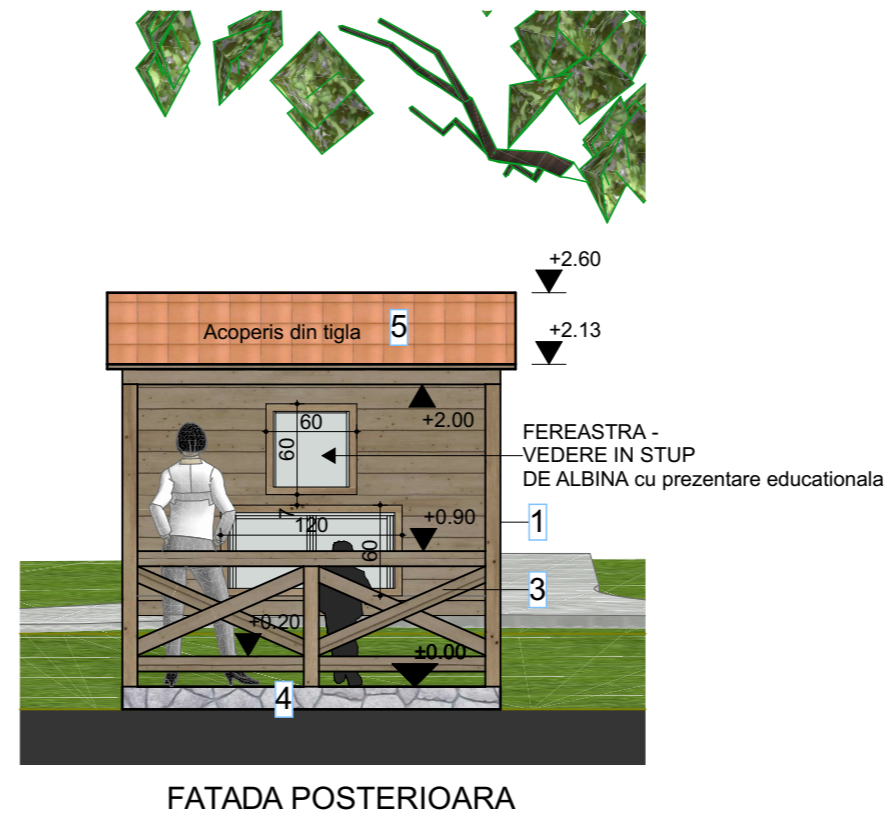 +2.60
Acoperis din tigla 5
+2.13
+2.00
60
60
FEREASTRA -
VEDERE IN STUP
DE ALBINA cu prezentare educationala
7
120
+0.90
1
60
3
+0.20
±0.00
4
FATADA POSTERIOARA